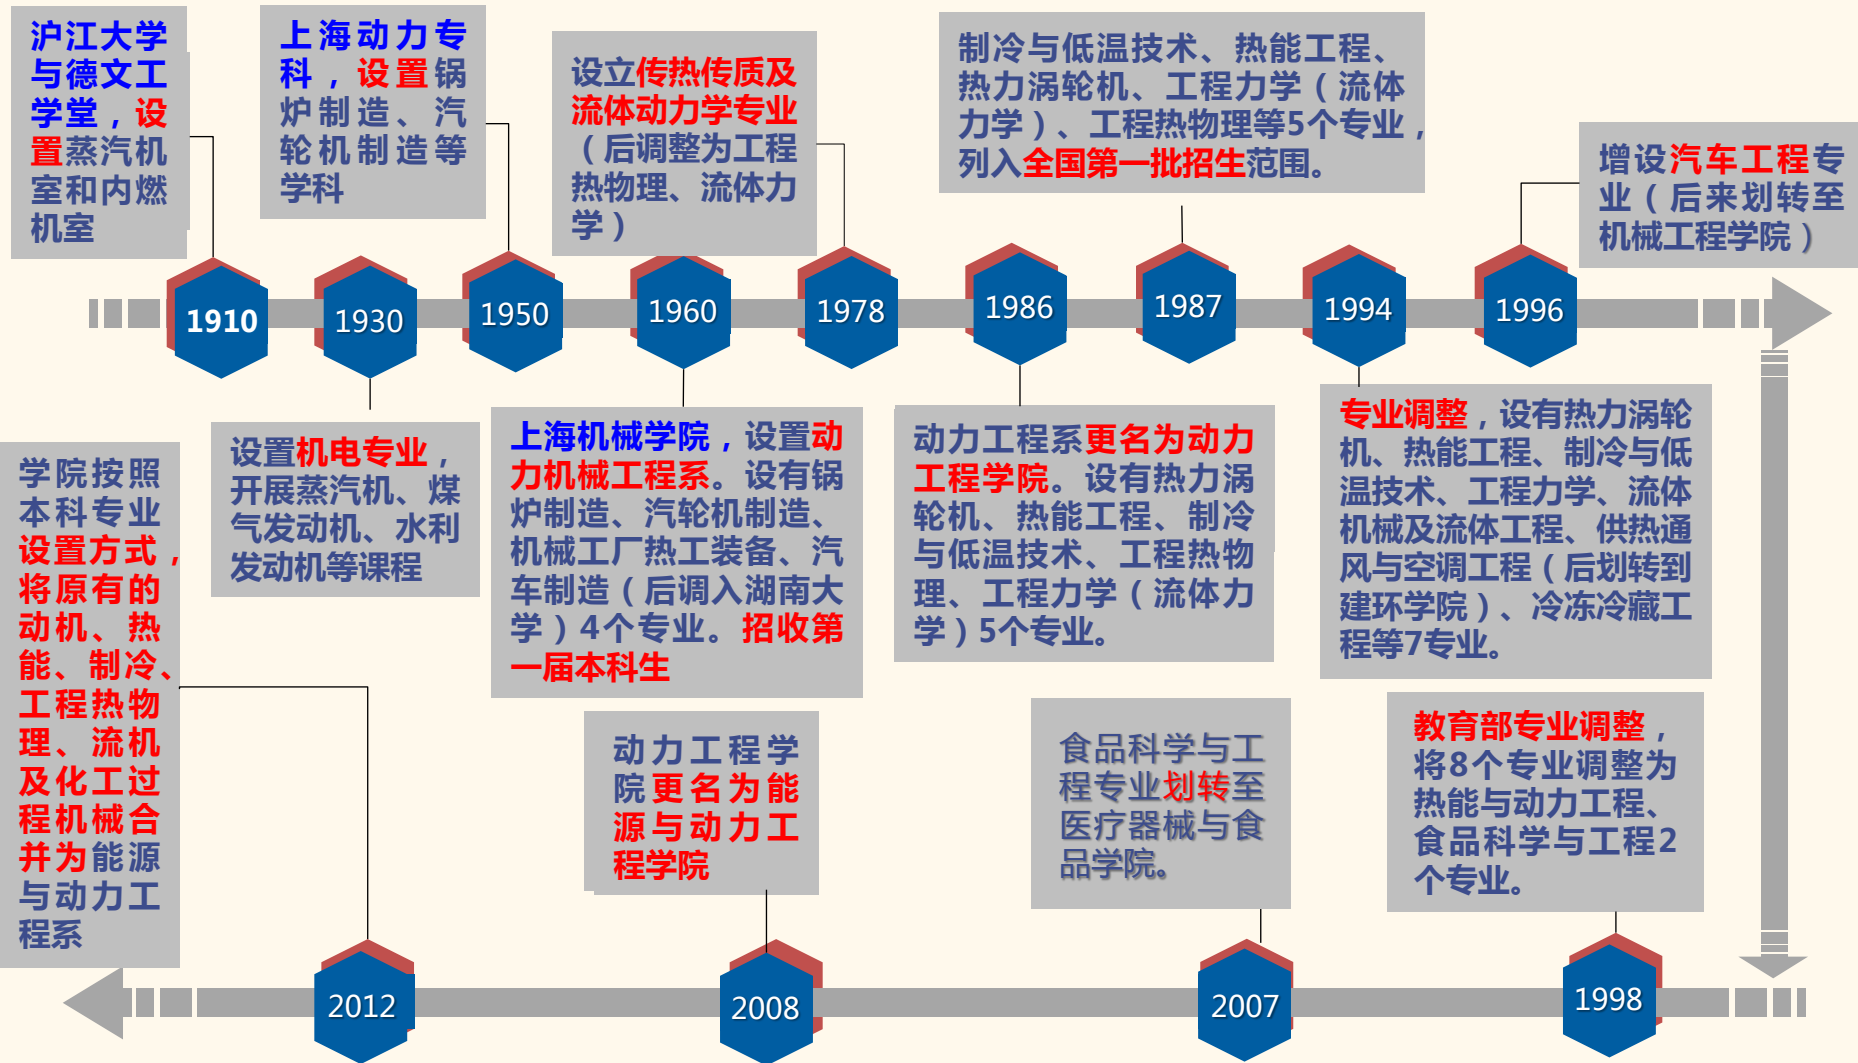 沪江大学
与德文工
学堂，设
置蒸汽机
室和内燃
机室
上海动力专
科，设置锅
炉制造、汽
轮机制造等
学科
设立传热传质及
流体动力学专业
（后调整为工程
热物理、流体力
学）
制冷与低温技术、热能工程、
热力涡轮机、工程力学（流体
力学）、工程热物理等5个专业，
列入全国第一批招生范围。
增设汽车工程专
业（后来划转至
机械工程学院）
1910
1930
1950
1960
1978
1986
1987
1994
1996
设置机电专业，
开展蒸汽机、煤
气发动机、水利
发动机等课程
上海机械学院，设置动
力机械工程系。设有锅
炉制造、汽轮机制造、
机械工厂热工装备、汽
车制造（后调入湖南大
学）4个专业。招收第
一届本科生
动力工程系更名为动力
工程学院。设有热力涡
轮机、热能工程、制冷
与低温技术、工程热物
理、工程力学（流体力
学）5个专业。
专业调整，设有热力涡轮
机、热能工程、制冷与低
温技术、工程力学、流体
机械及流体工程、供热通
风与空调工程（后划转到
建环学院）、冷冻冷藏工
程等7专业。
学院按照
本科专业
设置方式，
将原有的
动机、热
能、制冷、
工程热物
理、流机
及化工过
程机械合
并为能源
与动力工
程系
动力工程学
院更名为能
源与动力工
程学院
食品科学与工
程专业划转至
医疗器械与食
品学院。
教育部专业调整，
将8个专业调整为
热能与动力工程、
食品科学与工程2
个专业。
2012
2008
2007
1998